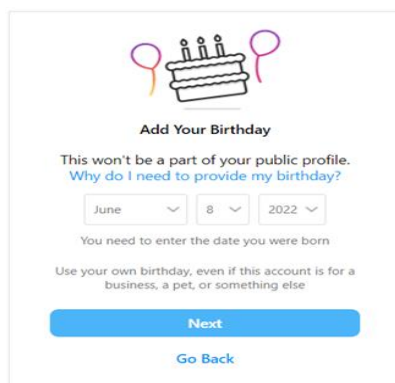 Add Your Birthday
This won't be a part of your public profile.
Why do I need to provide my birthday?
June 8 2022
You need to enter the date you were born
Use your own birthday, even if this account is for a
business, a pet, or something else
Next
Go Back